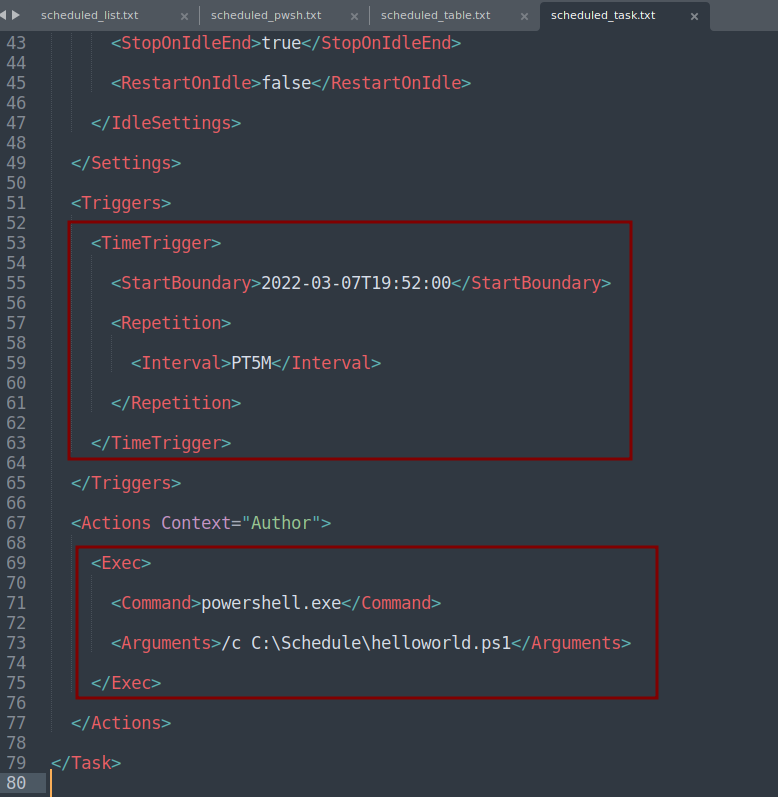 scheduled_list.txt × scheduled_pwsh.txt × scheduled_table.txt × scheduled_task.txt ×
43 <StopOnIdleEnd>true</StopOnIdleEnd>
44
45 <RestartOnIdle>false</RestartOnIdle>
46
47 </IdleSettings>
48
49 </Settings>
50
51 <Triggers>
52
53 <TimeTrigger>
54
55 <StartBoundary>2022-03-07T19:52:00</StartBoundary>
56
57 <Repetition>
58
59 <Interval>PT5M</Interval>
60
61 </Repetition>
62
63 </TimeTrigger>
64
65 </Triggers>
66
67 <Actions Context="Author">
68
69 <Exec>
70
71 <Command>powershell.exe</Command>
72
73 <Arguments>/c C:\Schedule\helloworld.ps1</Arguments>
74
75 </Exec>
76
77 </Actions>
78
79 </Task>
80